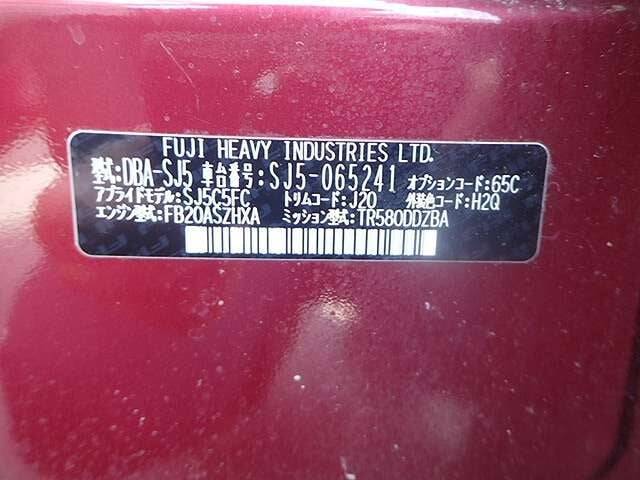 FUJI HEAVY INDUSTRIES LTD.
型式:DBA-SJ5 車台番号:SJ5-065241 オプションコード:65C
アプライドモデル:SJ5C5FC トリムコード:J20 外装色コード:H2Q
エンジン型式:FB20ASZHXA ミッション型式:TR580DDZBA